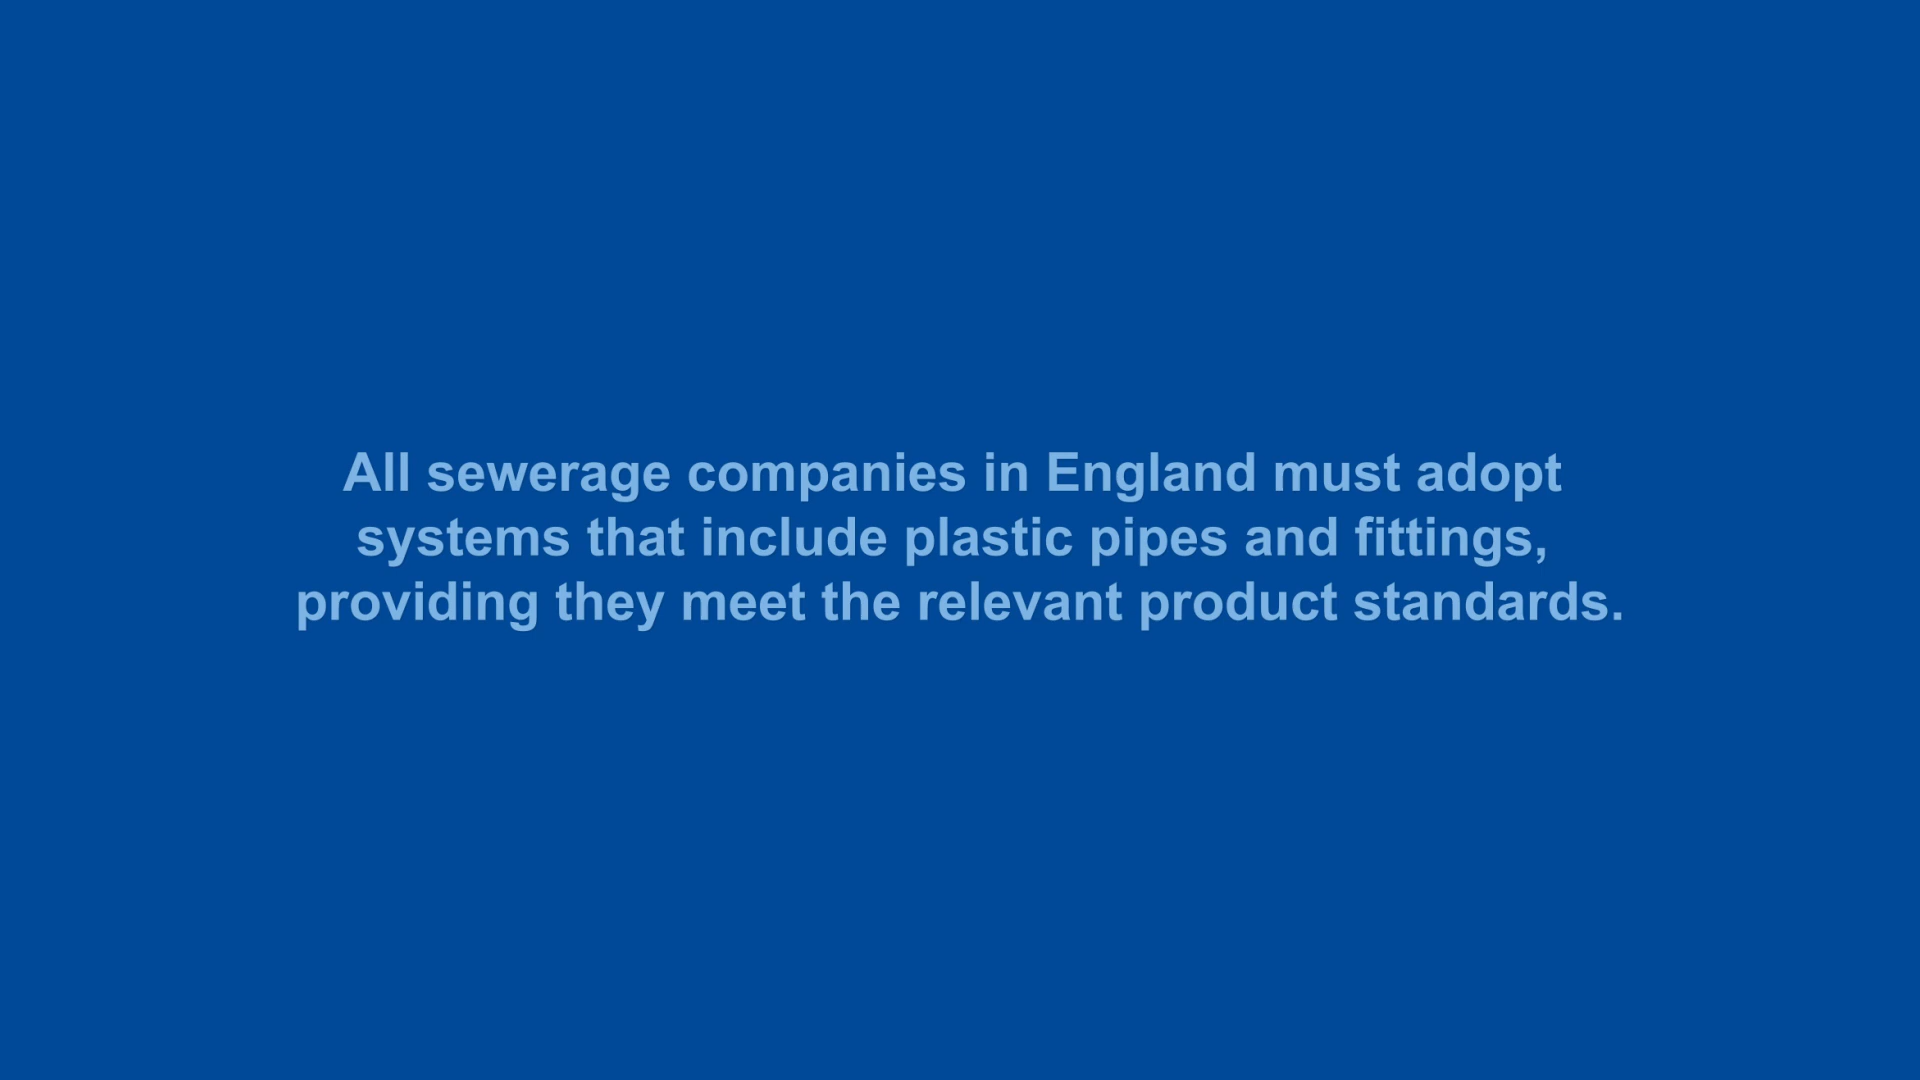 All sewerage companies in England must adopt
systems that include plastic pipes and fittings,
providing they meet the relevant product standards.